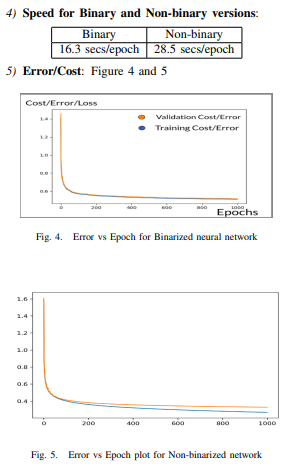 4) Speed for Binary and Non-binary versions:
Binary Non-binary
16.3 secs/epoch 28.5 secs/epoch
5) Error/Cost: Figure 4 and 5
Cost/Error/Loss
Validation Cost/Error
Training Cost/Error
1.4
1.2
1.0
0.8
0.6
0 200 400 600 800 1000
Epochs
Fig. 4. Error vs Epoch for Binarized neural network
1.6
1.4
1.2
1.0
0.8
0.6
0.4
0 200 400 600 800 1000
Fig. 5. Error vs Epoch plot for Non-binarized network